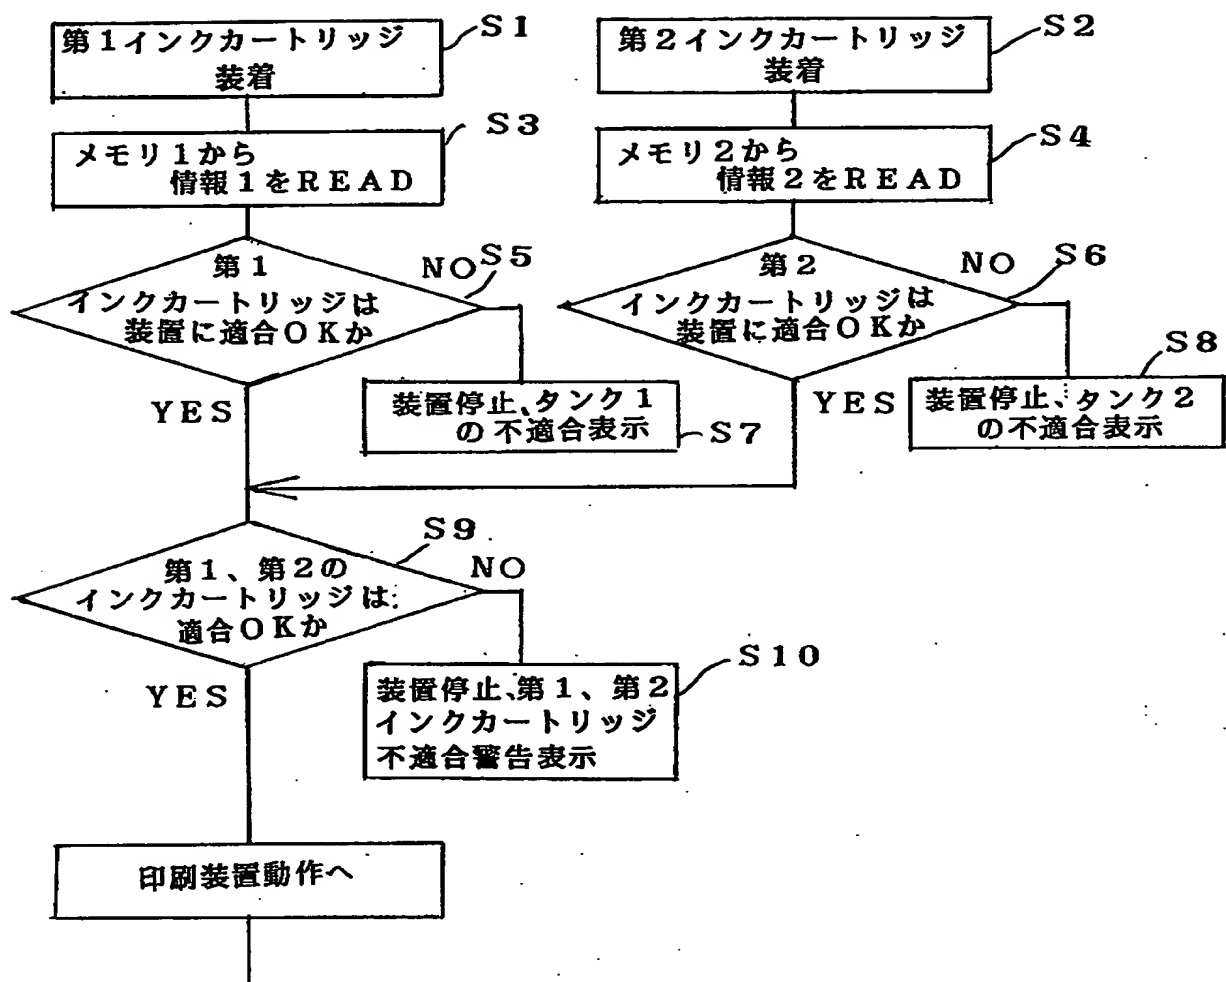 第1インクカートリッジ
装着
S1
第2インクカートリッジ
装着
S2
メモリ1から
情報1をREAD
S3
メモリ2から
情報2をREAD
S4
第1
インクカートリッジは
装置に適合OKか
NO
S5
YES
第2
インクカートリッジは
装置に適合OKか
NO
S6
YES
装置停止、タンク1
の不適合表示
S7
装置停止、タンク2
の不適合表示
S8
第1、第2の
インクカートリッジは
適合OKか
S9
NO
YES
装置停止、第1、第2
インクカートリッジ
不適合警告表示
S10
印刷装置動作へ